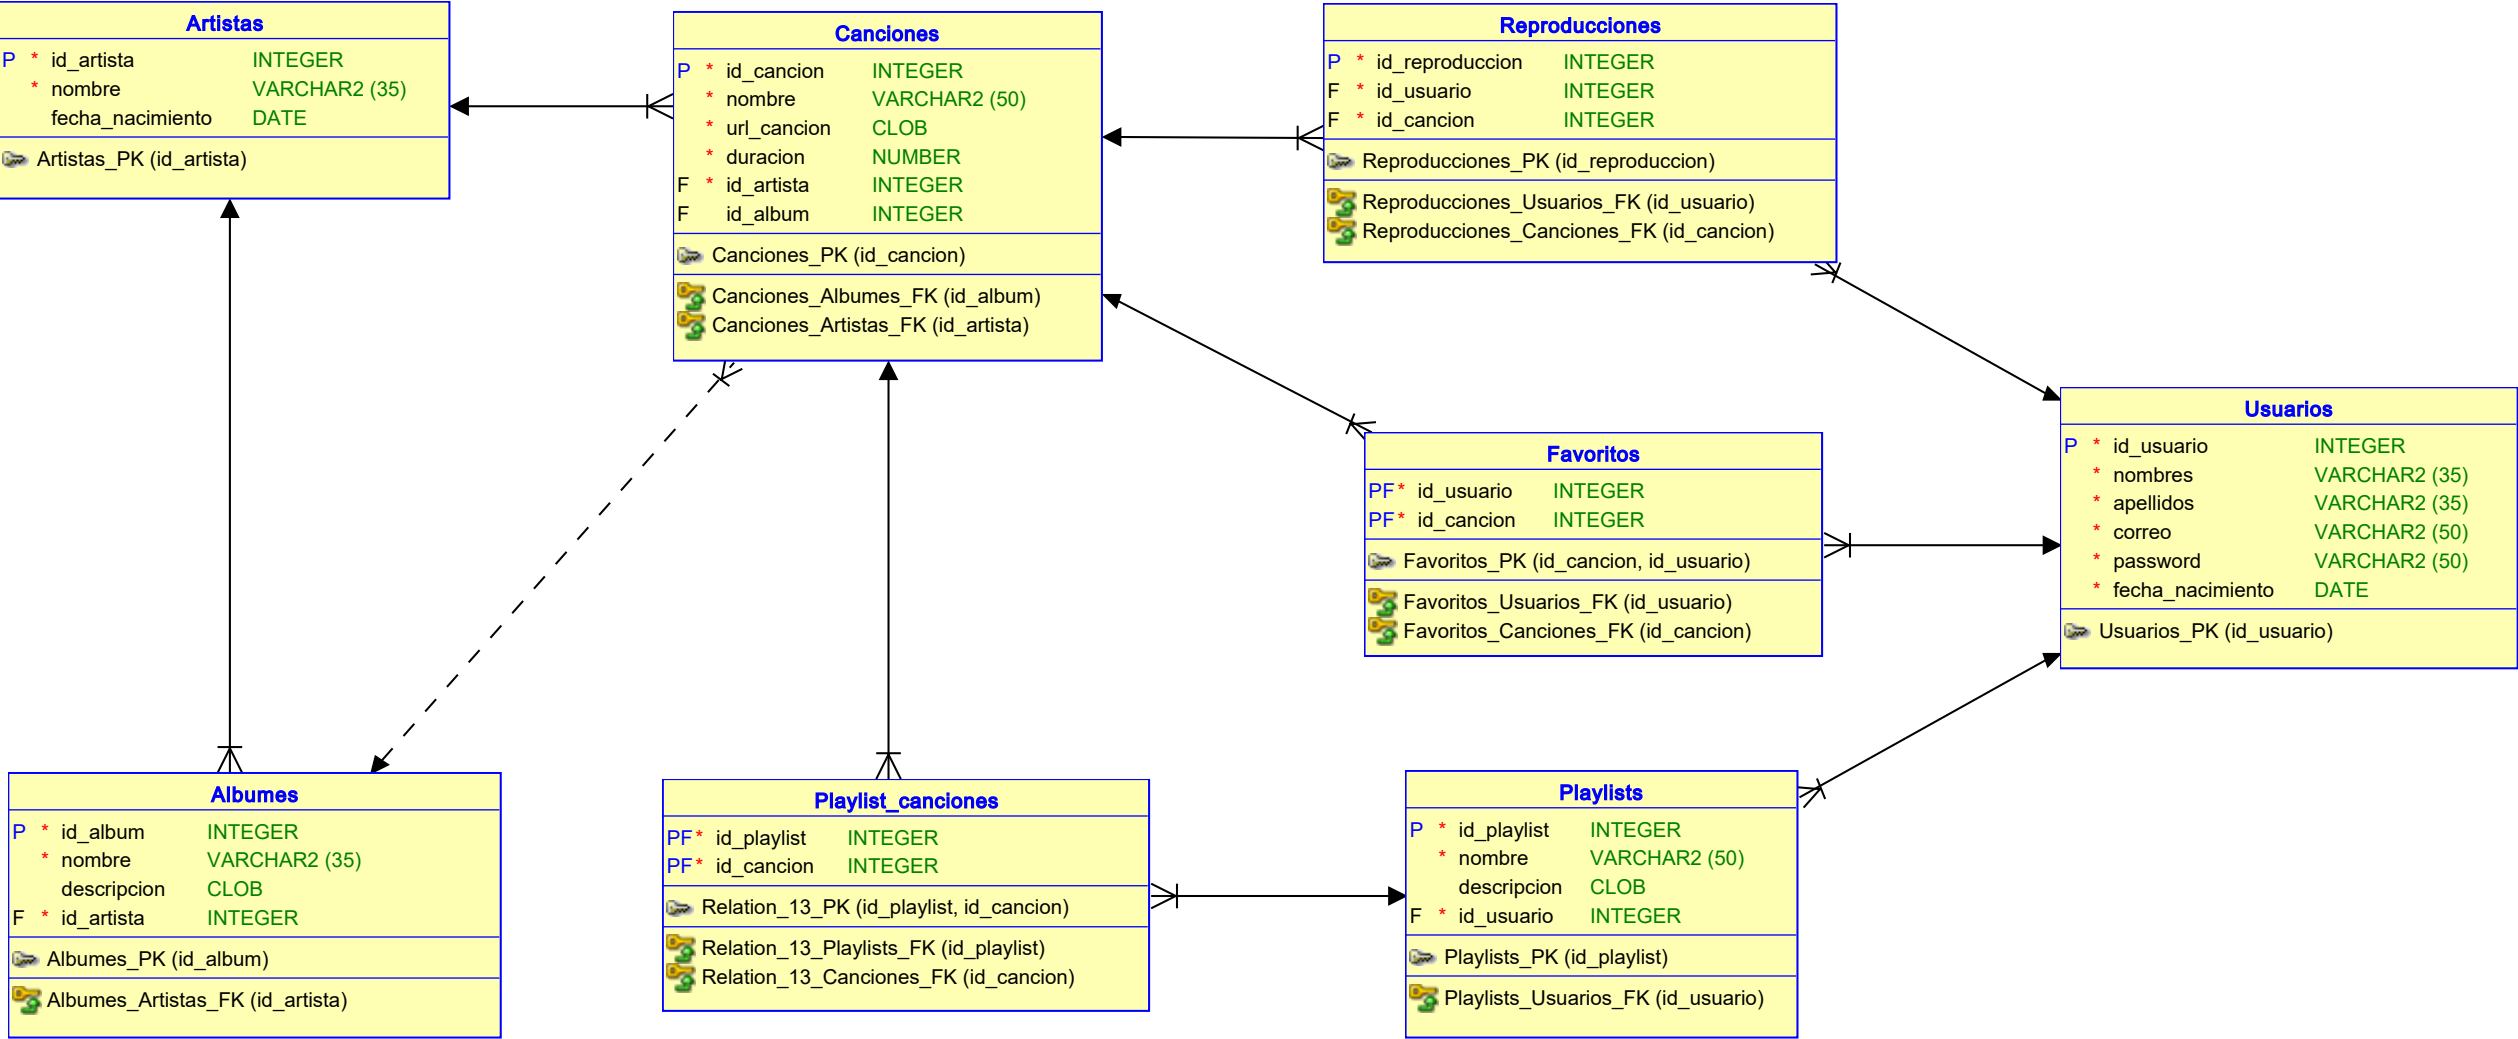 Artistas
P * id_artista INTEGER
* nombre VARCHAR2 (35)
fecha_nacimiento DATE
Artistas_PK (id_artista)
Canciones
P * id_cancion INTEGER
* nombre VARCHAR2 (50)
* url_cancion CLOB
* duracion NUMBER
F * id_artista INTEGER
F id_album INTEGER
Canciones_PK (id_cancion)
Canciones_Albumes_FK (id_album)
Canciones_Artistas_FK (id_artista)
Reproducciones
P * id_reproduccion INTEGER
F * id_usuario INTEGER
F * id_cancion INTEGER
Reproducciones_PK (id_reproduccion)
Reproducciones_Usuarios_FK (id_usuario)
Reproducciones_Canciones_FK (id_cancion)
Favoritos
PF * id_usuario INTEGER
PF * id_cancion INTEGER
Favoritos_PK (id_cancion, id_usuario)
Favoritos_Usuarios_FK (id_usuario)
Favoritos_Canciones_FK (id_cancion)
Usuarios
P * id_usuario INTEGER
* nombres VARCHAR2 (35)
* apellidos VARCHAR2 (35)
* correo VARCHAR2 (50)
* password VARCHAR2 (50)
* fecha_nacimiento DATE
Usuarios_PK (id_usuario)
Albumes
P * id_album INTEGER
* nombre VARCHAR2 (35)
descripcion CLOB
F * id_artista INTEGER
Albumes_PK (id_album)
Albumes_Artistas_FK (id_artista)
Playlist_canciones
PF * id_playlist INTEGER
PF * id_cancion INTEGER
Relation_13_PK (id_playlist, id_cancion)
Relation_13_Playlists_FK (id_playlist)
Relation_13_Canciones_FK (id_cancion)
Playlists
P * id_playlist INTEGER
* nombre VARCHAR2 (50)
descripcion CLOB
F * id_usuario INTEGER
Playlists_PK (id_playlist)
Playlists_Usuarios_FK (id_usuario)